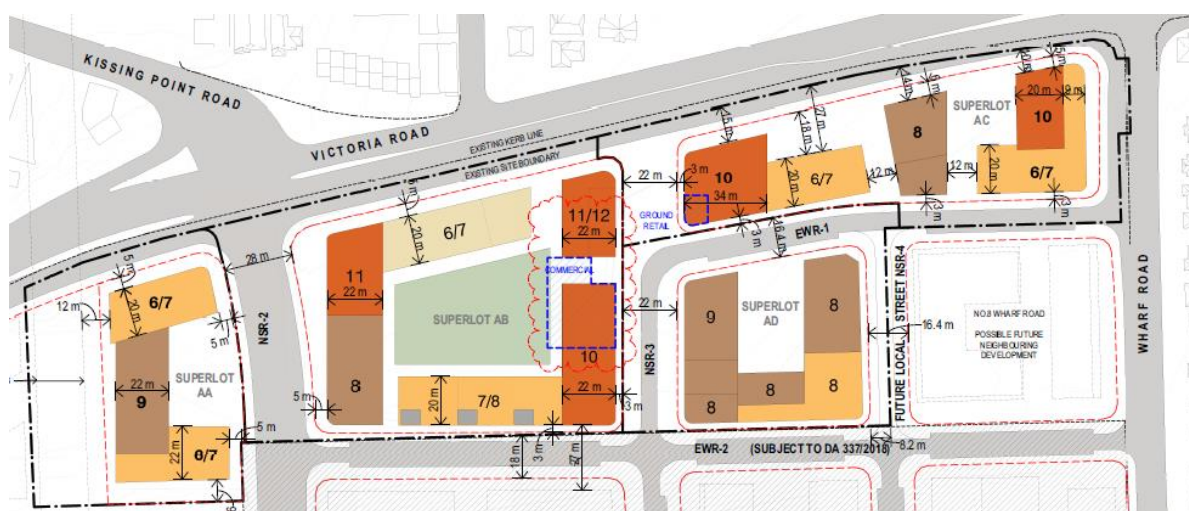 KISSING POINT ROAD
VICTORIA ROAD
EXISTING KERB LINE
EXISTING SITE BOUNDARY
WHARF ROAD
NSR-2
NSR-3
EWR-1
EWR-2 (SUBJECT TO DA 337/2018)
FUTURE LOCAL STREET NSR-4
12 m
5 m
6/7
20 m
5 m
22 m
9
SUPERLOT
AA
22 m
6/7
5 m
28 m
11
22 m
8
5 m
5 m
20 m
6/7
SUPERLOT AB
20 m
7/8
11/12
22 m
COMMERCIAL
10
22 m
3 m
18 m
3 m
22 m
GROUND
RETAIL
3 m
15 m
10
34 m
3 m
18 m
27 m
20 m
6/7
16.4 m
12 m
8
5 m
12 m
SUPERLOT
AC
5 m
20 m
9 m
10
20 m
6/7
3 m
3 m
22 m
9
SUPERLOT
AD
8
8
8
8
16.4 m
8.2 m
NO.8 WHARF ROAD
POSSIBLE FUTURE
NEIGHBOURING
DEVELOPMENT